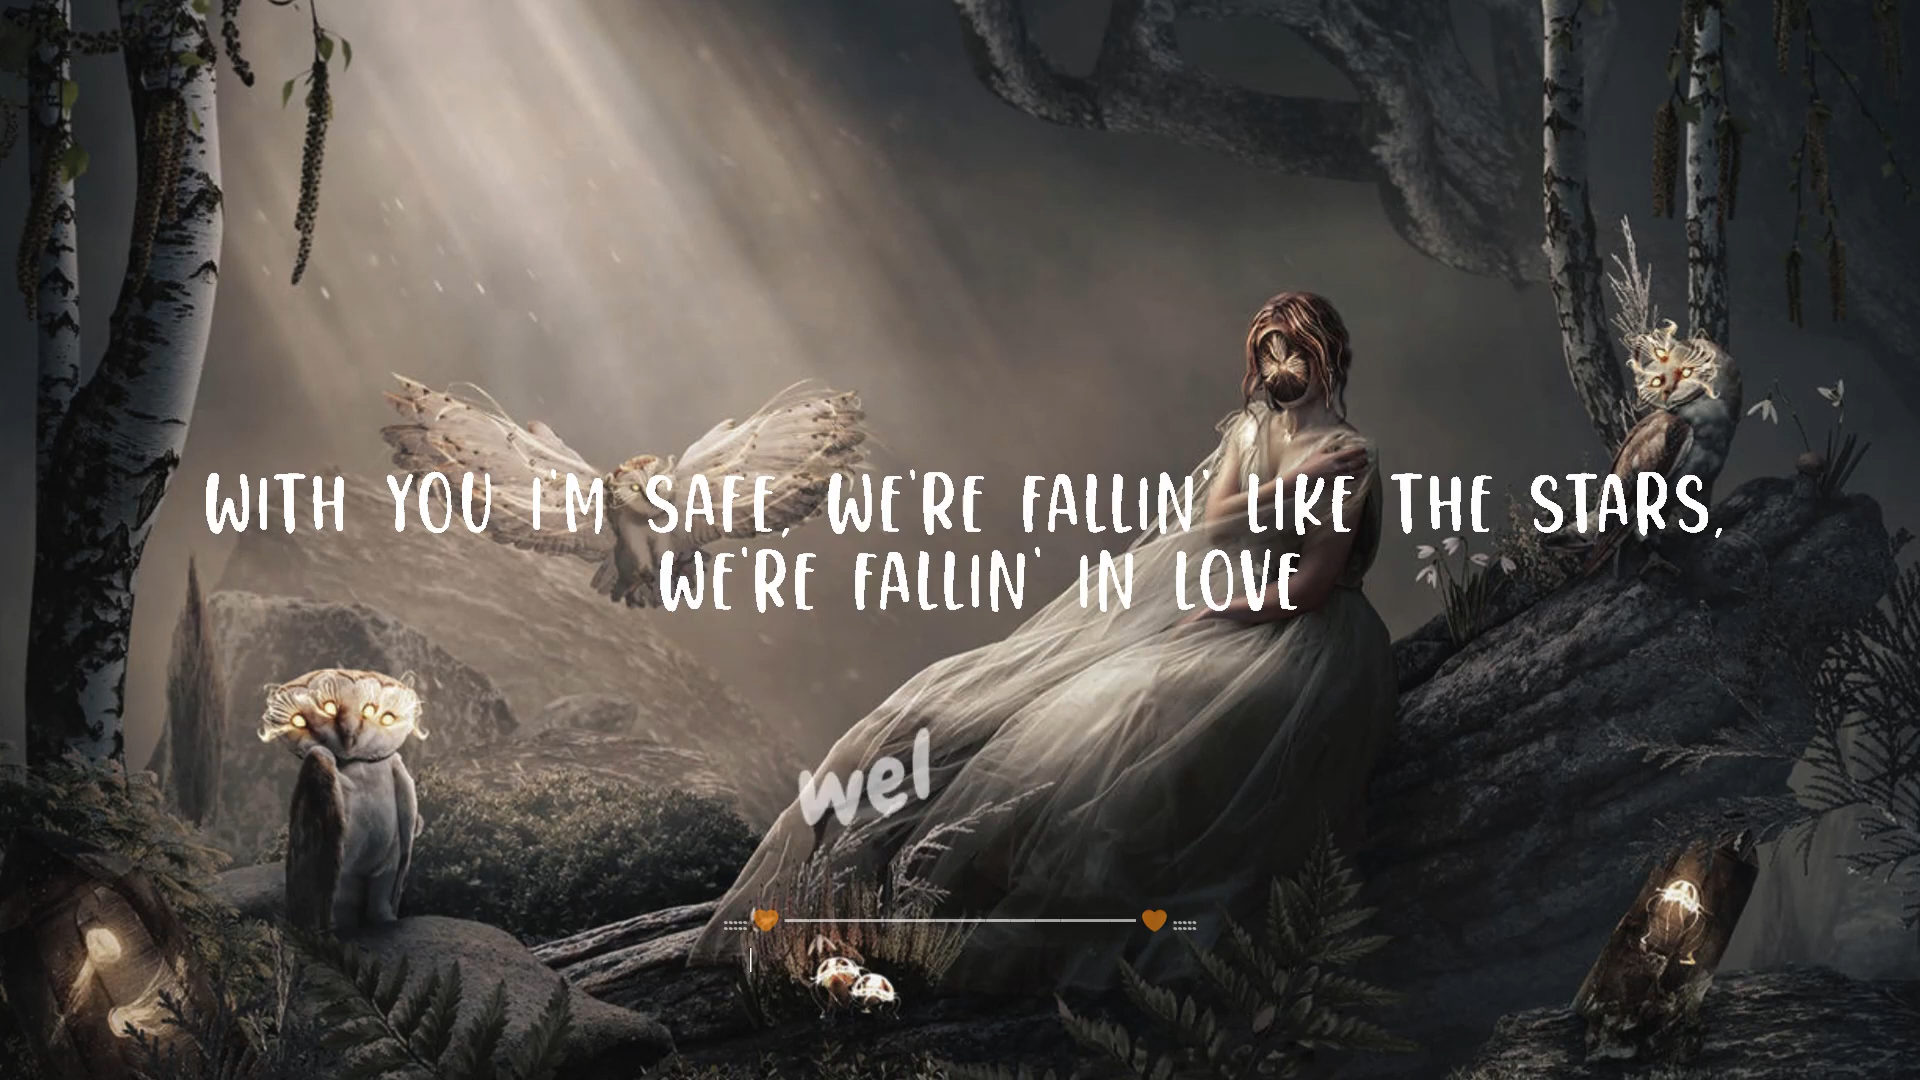 WITH YOU I'M SAFE, WE'RE FALLIN' LIKE THE STARS,
WE'RE FALLIN' IN LOVE
wel